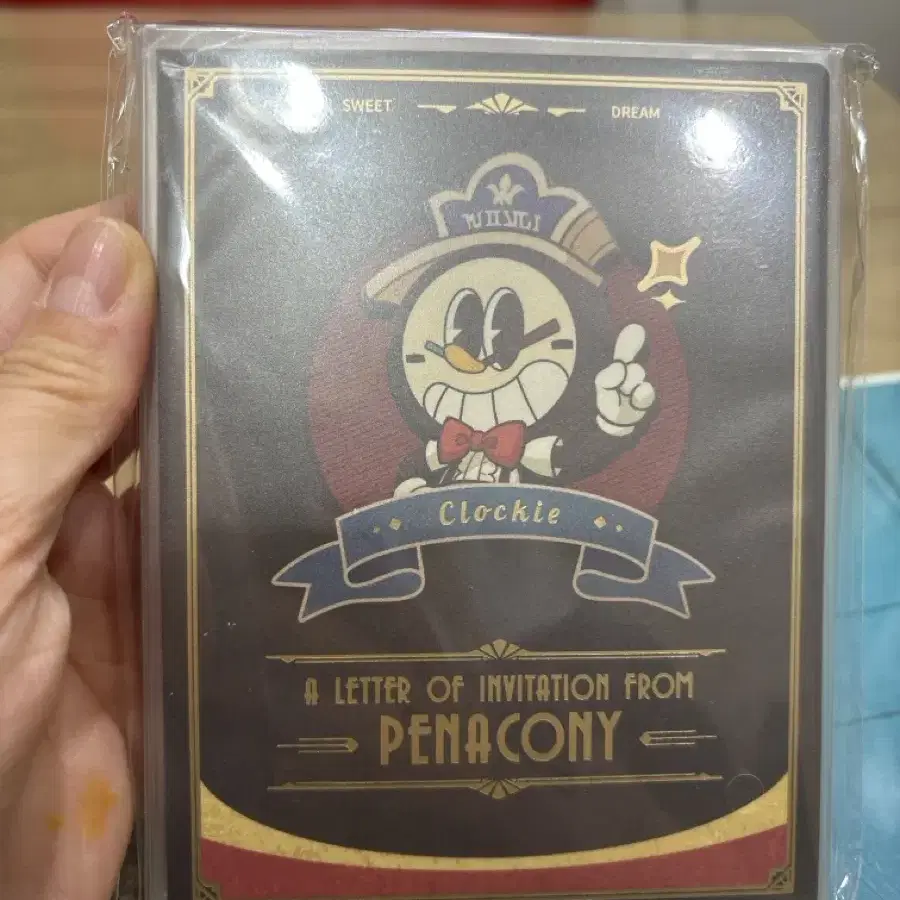 SWEET DREAM
Clockie
A LETTER OF INVITATION FROM
PENACONY